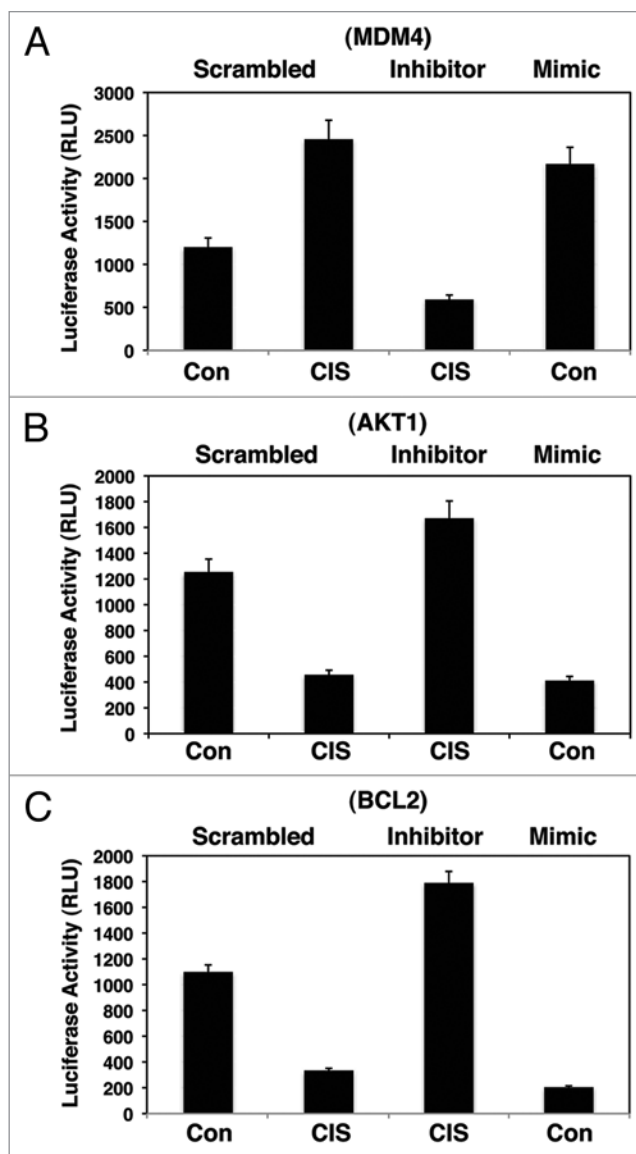 A
(MDM4)
Scrambled Inhibitor Mimic
Luciferase Activity (RLU)
3000
2500
2000
1500
1000
500
0
Con CIS CIS Con
B
(AKT1)
Scrambled Inhibitor Mimic
Luciferase Activity (RLU)
2000
1800
1600
1400
1200
1000
800
600
400
200
0
Con CIS CIS Con
C
(BCL2)
Scrambled Inhibitor Mimic
Luciferase Activity (RLU)
2000
1800
1600
1400
1200
1000
800
600
400
200
0
Con CIS CIS Con